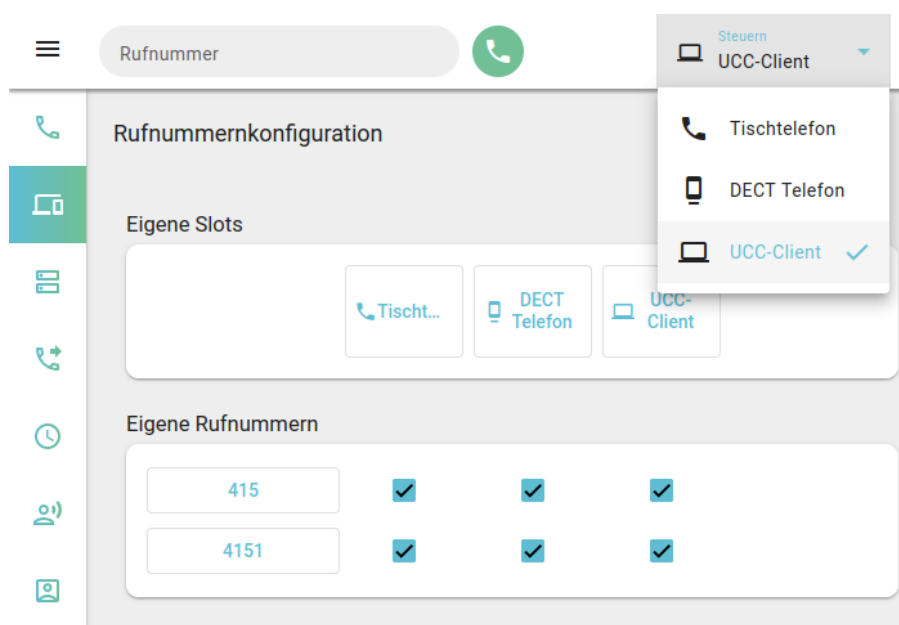 Rufnummer
Steuern
UCC-Client
Tischtelefon
DECT Telefon
UCC-Client
Rufnummernkonfiguration
Eigene Slots
Tischt...
DECT
Telefon
UCC-
Client
Eigene Rufnummern
415
4151